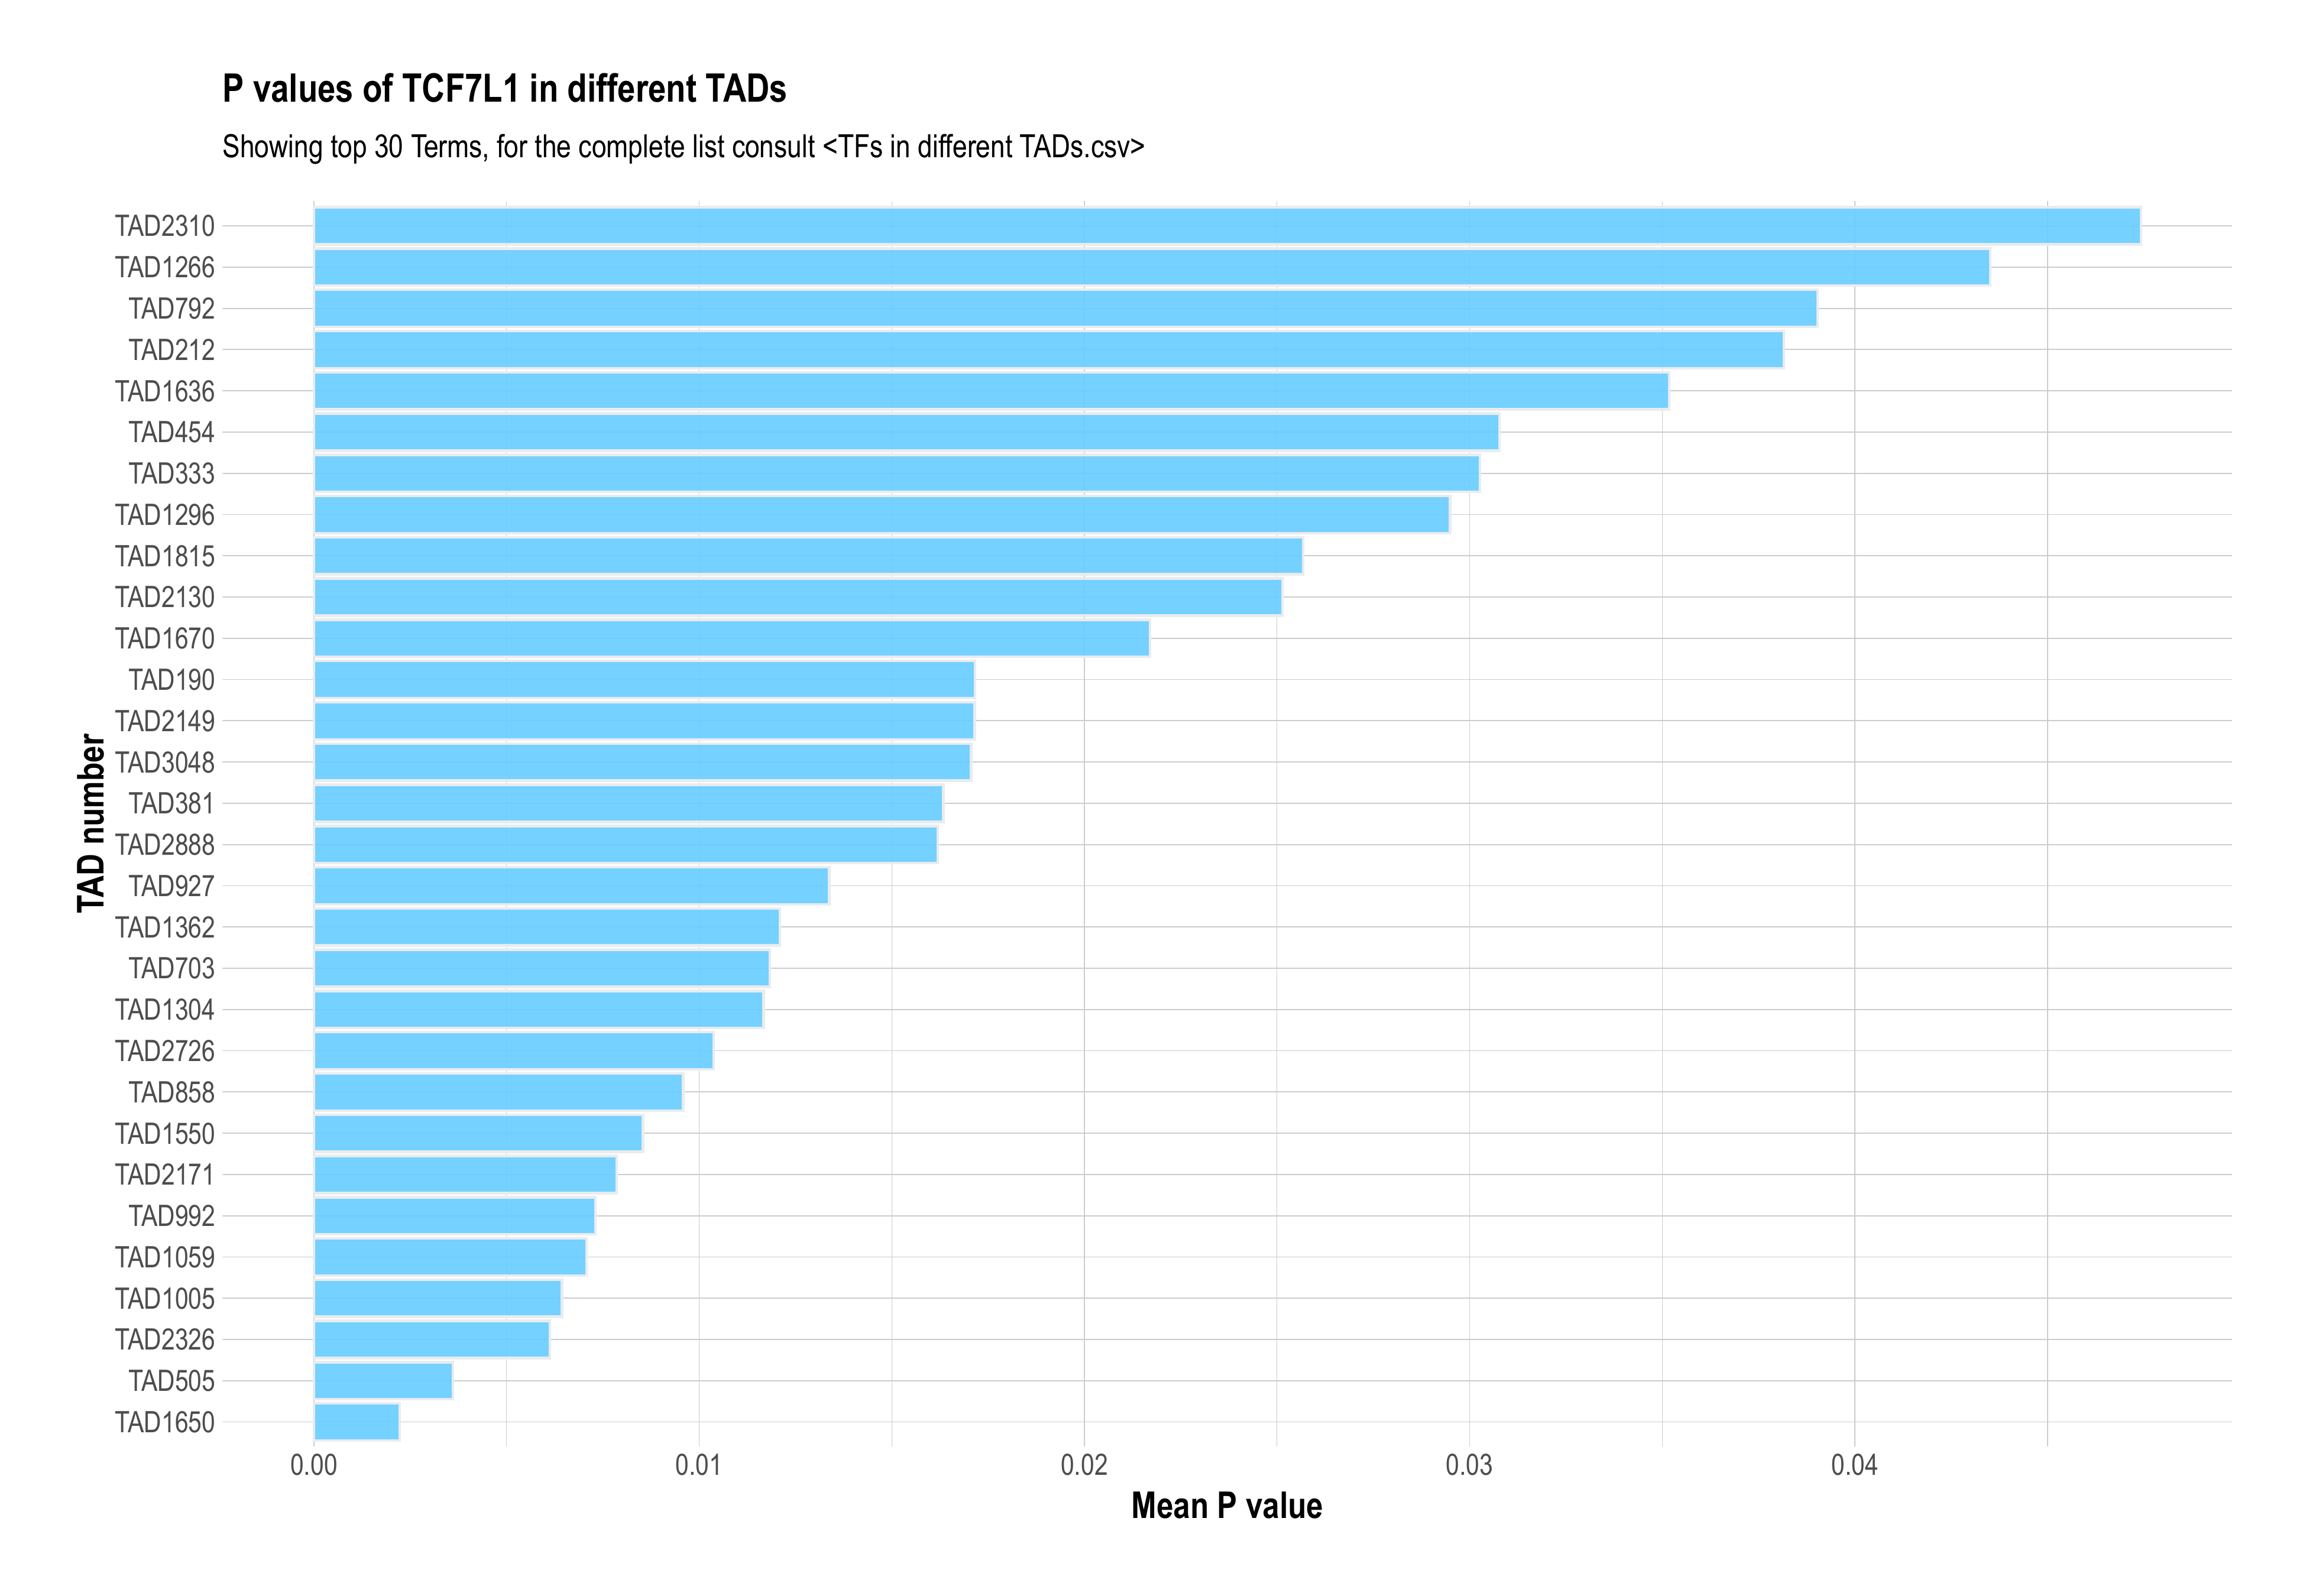 P values of TCF7L1 in different TADs
Showing top 30 Terms, for the complete list consult <TFs in different TADs.csv>
TAD number
TAD2310
TAD1266
TAD792
TAD212
TAD1636
TAD454
TAD333
TAD1296
TAD1815
TAD2130
TAD1670
TAD190
TAD2149
TAD3048
TAD381
TAD2888
TAD927
TAD1362
TAD703
TAD1304
TAD2726
TAD858
TAD1550
TAD2171
TAD992
TAD1059
TAD1005
TAD2326
TAD505
TAD1650
0.00 0.01 0.02 0.03 0.04
Mean P value